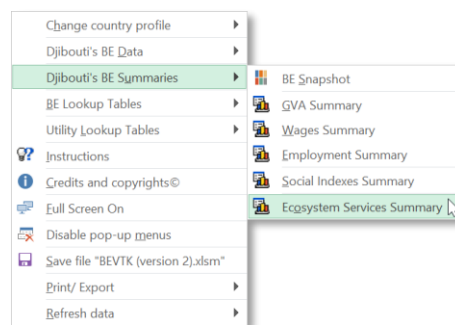 Change country profile
Djibouti's BE Data
Djibouti's BE Summaries
BE Lookup Tables
Utility Lookup Tables
Instructions
Credits and copyrights©
Full Screen On
Disable pop-up menus
Save file "BEVTK (version 2).xlsm"
Print/ Export
Refresh data
BE Snapshot
GVA Summary
Wages Summary
Employment Summary
Social Indexes Summary
Ecosystem Services Summary